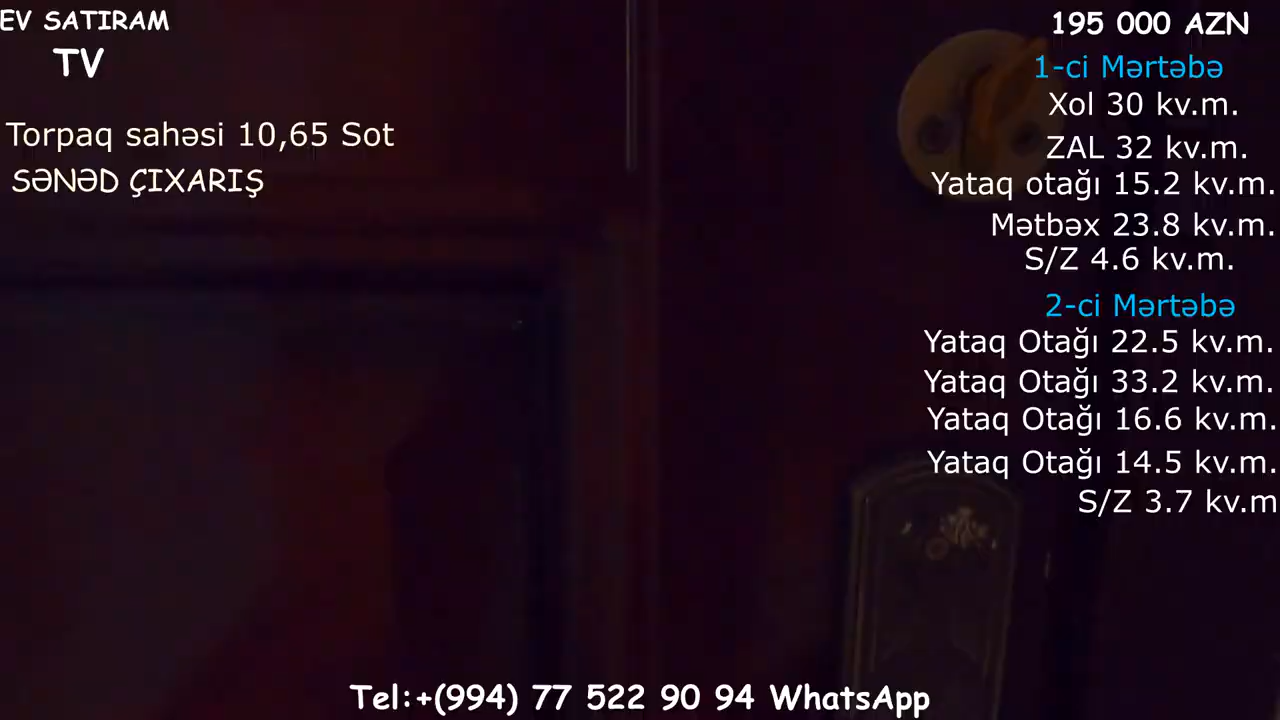 EV SATIRAM
TV
Torpaq sahəsi 10,65 Sot
SƏNƏD ÇIXARIŞ
195 000 AZN
1-ci Mərtəbə
Xol 30 kv.m.
ZAL 32 kv.m.
Yataq otağı 15.2 kv.m.
Mətbəx 23.8 kv.m.
S/Z 4.6 kv.m.
2-ci Mərtəbə
Yataq Otağı 22.5 kv.m.
Yataq Otağı 33.2 kv.m.
Yataq Otağı 16.6 kv.m.
Yataq Otağı 14.5 kv.m.
S/Z 3.7 kv.m
Tel:+(994) 77 522 90 94 WhatsApp